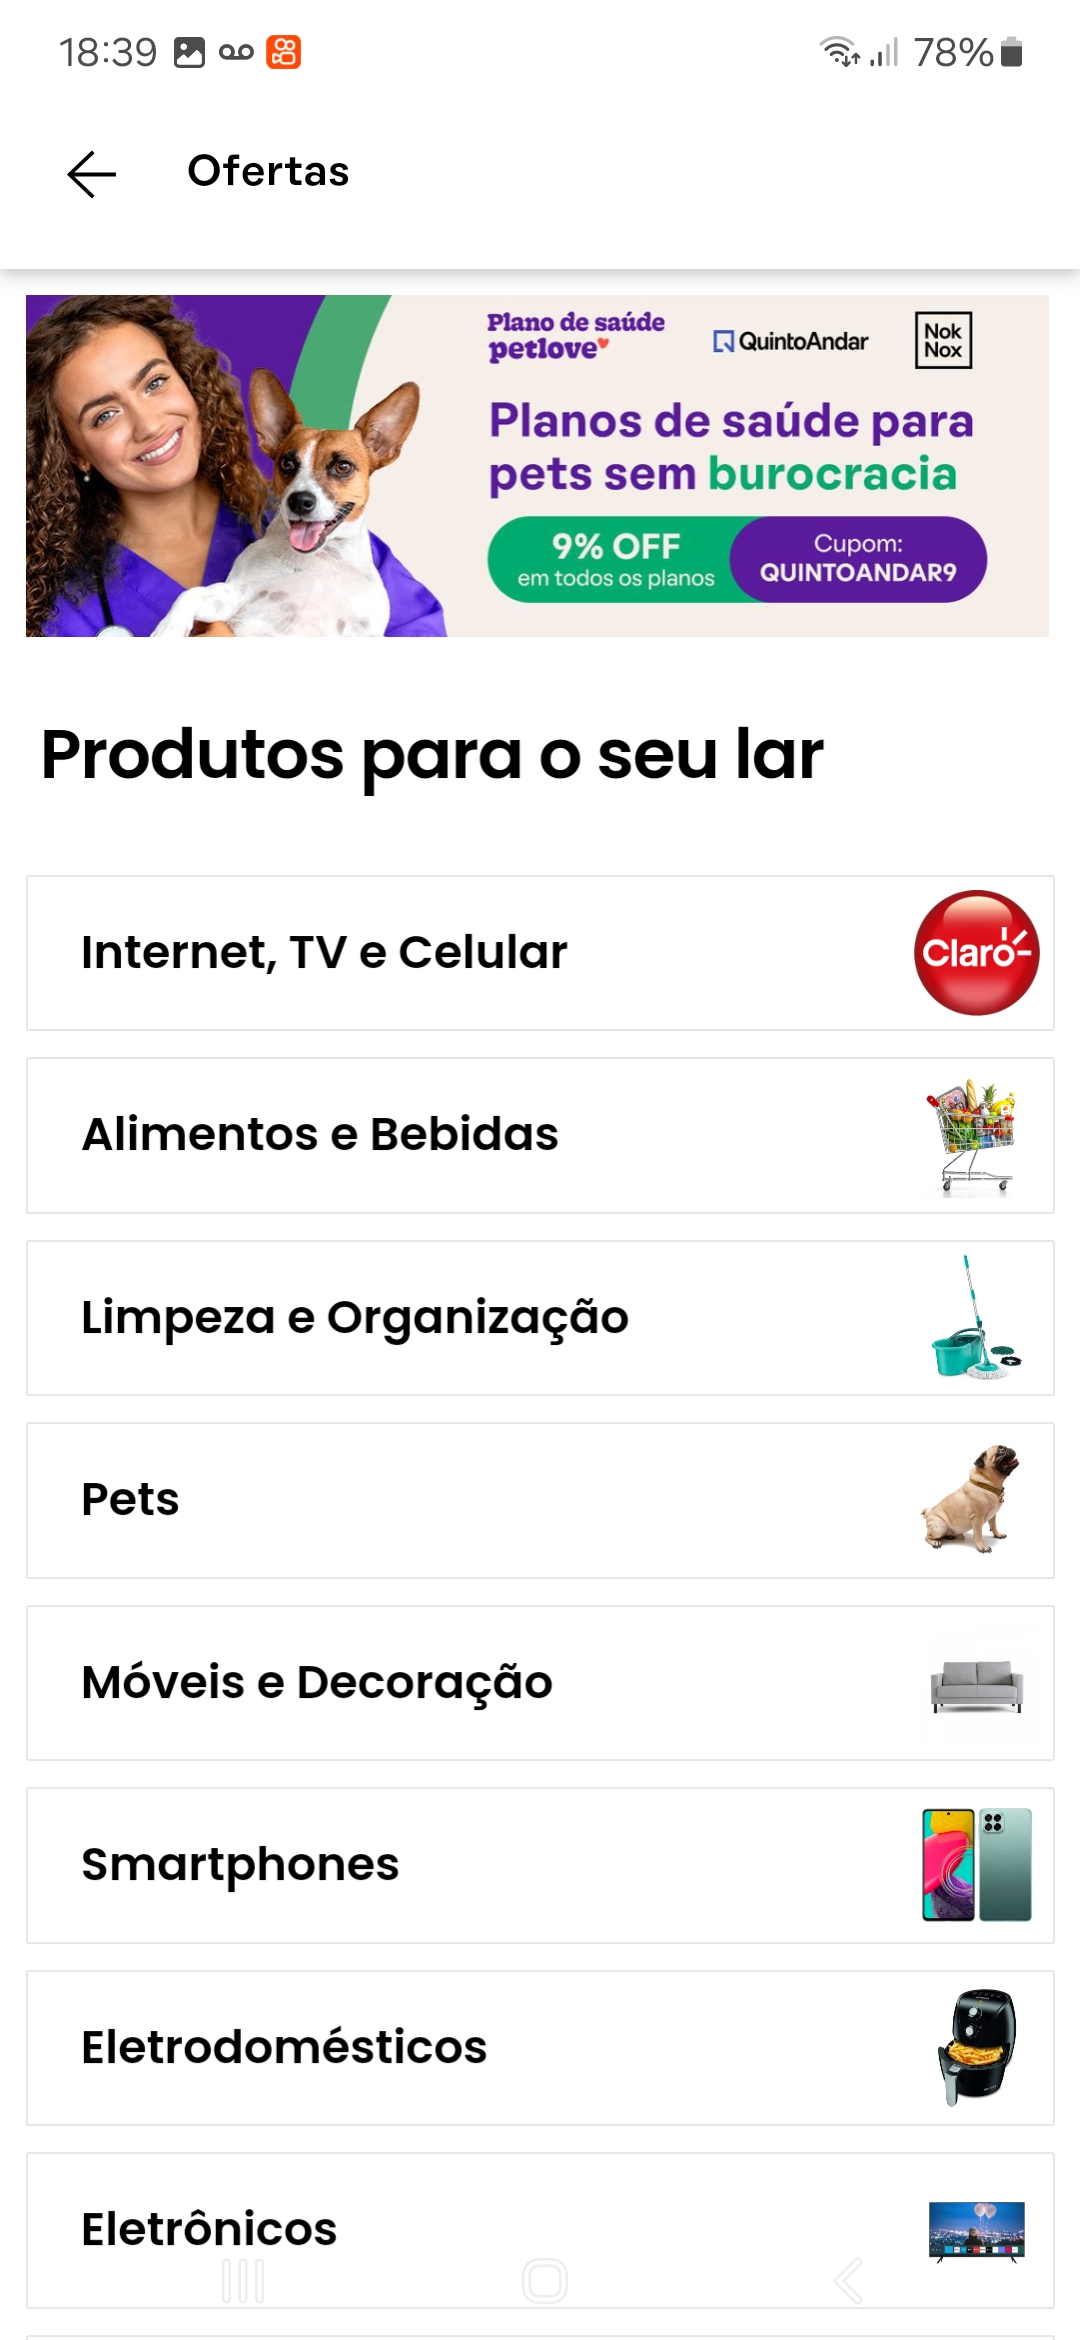 18:39
78%
Ofertas
Plano de saúde
petlove
QuintoAndar
Nok
Nox
Planos de saúde para
pets sem burocracia
9% OFF
em todos os planos
Cupom:
QUINTOANDAR9
Produtos para o seu lar
Internet, TV e Celular
Claro
Alimentos e Bebidas
Limpeza e Organização
Pets
Móveis e Decoração
Smartphones
Eletrodomésticos
Eletrônicos